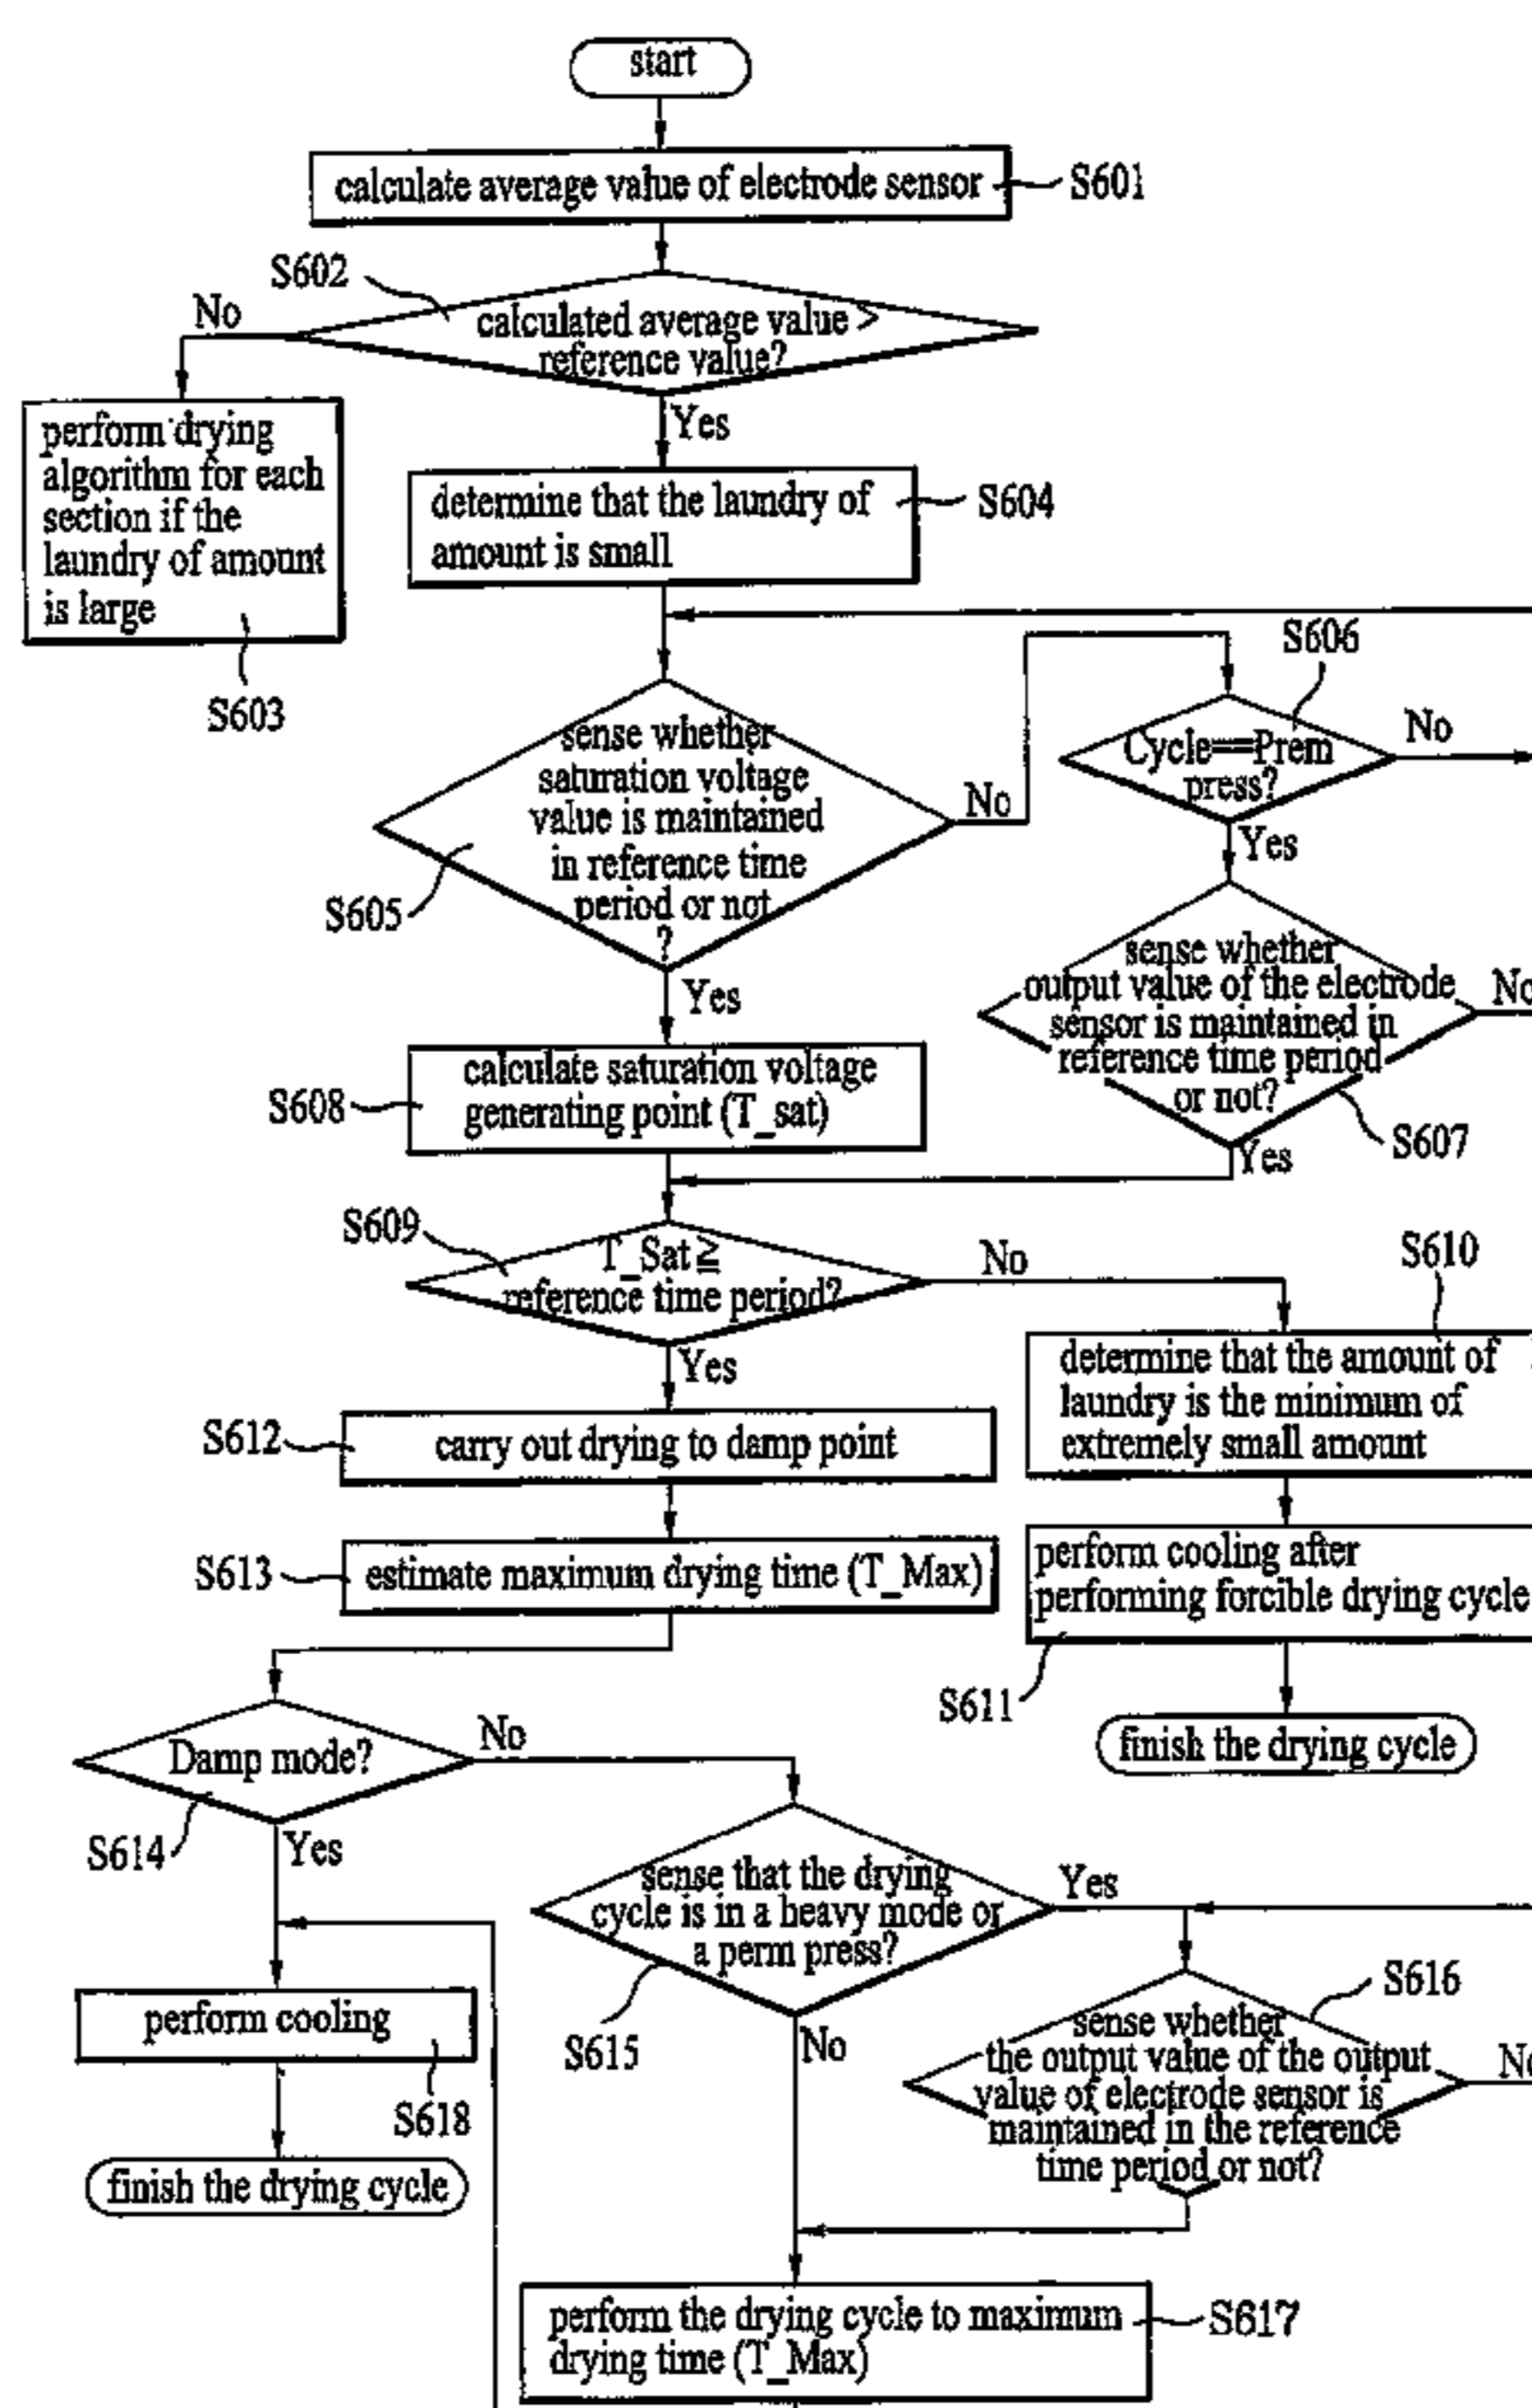 start
calculate average value of electrode sensor
S601
S602
No
calculated average value >
reference value?
Yes
perform drying
algorithm for each
section if the
laundry of amount
is large
S603
determine that the laundry of
amount is small
S604
sense whether
saturation voltage
value is maintained
in reference time
period or not
?
S605
No
Yes
S606
Cycle==Prem
press?
No
Yes
sense whether
output value of the electrode
sensor is maintained in
reference time period
or not?
No
S607
Yes
S608
calculate saturation voltage
generating point (T_sat)
S609
T_Sat≧
reference time period?
No
Yes
S610
determine that the amount of
laundry is the minimum of
extremely small amount
S612
carry out drying to damp point
S613
estimate maximum drying time (T_Max)
perform cooling after
performing forcible drying cycle
S611
finish the drying cycle
Damp mode?
No
S614
Yes
sense that the drying
cycle is in a heavy mode or
a perm press?
Yes
S615
No
perform cooling
S618
finish the drying cycle
S616
sense whether
the output value of the output
value of electrode sensor is
maintained in the reference
time period or not?
No
perform the drying cycle to maximum
drying time (T_Max)
S617